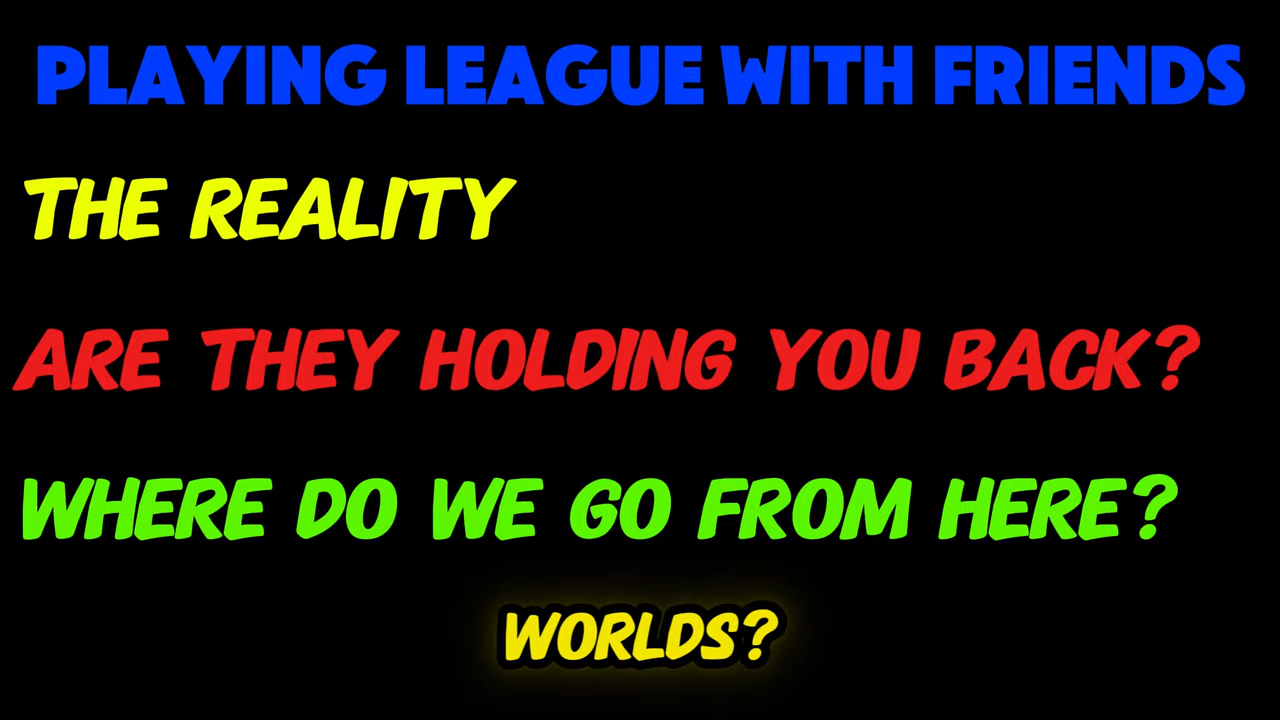 PLAYING LEAGUE WITH FRIENDS
THE REALITY
ARE THEY HOLDING YOU BACK?
WHERE DO WE GO FROM HERE?
WORLDS?